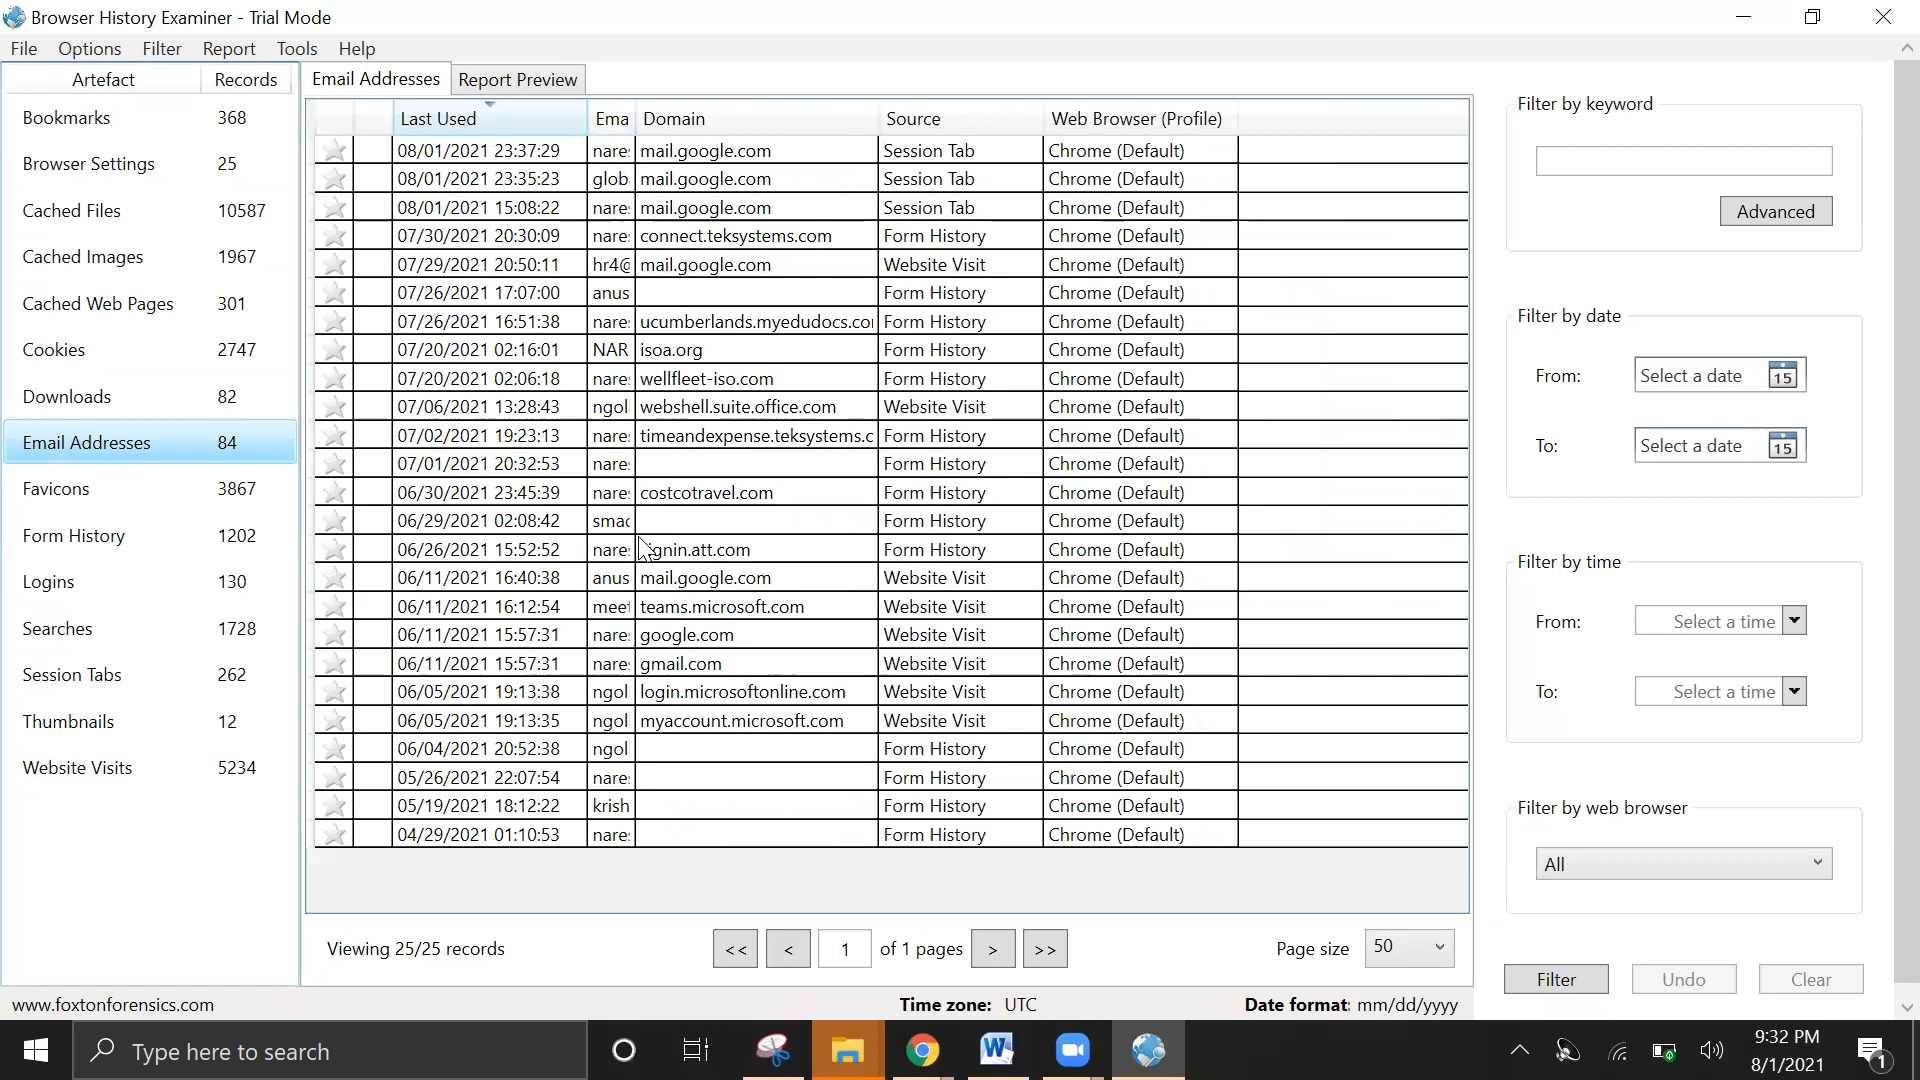 Browser History Examiner - Trial Mode
File Options Filter Report Tools Help
Artefact Records
Bookmarks 368
Browser Settings 25
Cached Files 10587
Cached Images 1967
Cached Web Pages 301
Cookies 2747
Downloads 82
Email Addresses 84
Favicons 3867
Form History 1202
Logins 130
Searches 1728
Session Tabs 262
Thumbnails 12
Website Visits 5234
Email Addresses Report Preview
Last Used Ema Domain Source Web Browser (Profile)
08/01/2021 23:37:29 nare mail.google.com Session Tab Chrome (Default)
08/01/2021 23:35:23 glob mail.google.com Session Tab Chrome (Default)
08/01/2021 15:08:22 nare mail.google.com Session Tab Chrome (Default)
07/30/2021 20:30:09 nare connect.teksystems.com Form History Chrome (Default)
07/29/2021 20:50:11 hr4@ mail.google.com Website Visit Chrome (Default)
07/26/2021 17:07:00 anus Form History Chrome (Default)
07/26/2021 16:51:38 nare ucumberlands.myedudocs.co Form History Chrome (Default)
07/20/2021 02:16:01 NAR isoa.org Form History Chrome (Default)
07/20/2021 02:06:18 nare wellfleet-iso.com Form History Chrome (Default)
07/06/2021 13:28:43 ngol webshell.suite.office.com Website Visit Chrome (Default)
07/02/2021 19:23:13 nare timeandexpense.teksystems.c Form History Chrome (Default)
07/01/2021 20:32:53 nare Form History Chrome (Default)
06/30/2021 23:45:39 nare costcotravel.com Form History Chrome (Default)
06/29/2021 02:08:42 smac Form History Chrome (Default)
06/26/2021 15:52:52 nare gnin.att.com Form History Chrome (Default)
06/11/2021 16:40:38 anus mail.google.com Website Visit Chrome (Default)
06/11/2021 16:12:54 meet teams.microsoft.com Website Visit Chrome (Default)
06/11/2021 15:57:31 nare google.com Website Visit Chrome (Default)
06/11/2021 15:57:31 nare gmail.com Website Visit Chrome (Default)
06/05/2021 19:13:38 ngol login.microsoftonline.com Website Visit Chrome (Default)
06/05/2021 19:13:35 ngol myaccount.microsoft.com Website Visit Chrome (Default)
06/04/2021 20:52:38 ngol Form History Chrome (Default)
05/26/2021 22:07:54 nare Form History Chrome (Default)
05/19/2021 18:12:22 krish Form History Chrome (Default)
04/29/2021 01:10:53 nare Form History Chrome (Default)
Viewing 25/25 records << < 1 of 1 pages > >> Page size 50
Filter by keyword
Advanced
Filter by date
From: Select a date 15
To: Select a date 15
Filter by time
From: Select a time
To: Select a time
Filter by web browser
All
Filter Undo Clear
www.foxtonforensics.com Time zone: UTC Date format: mm/dd/yyyy
Type here to search
W
9:32 PM
8/1/2021
1